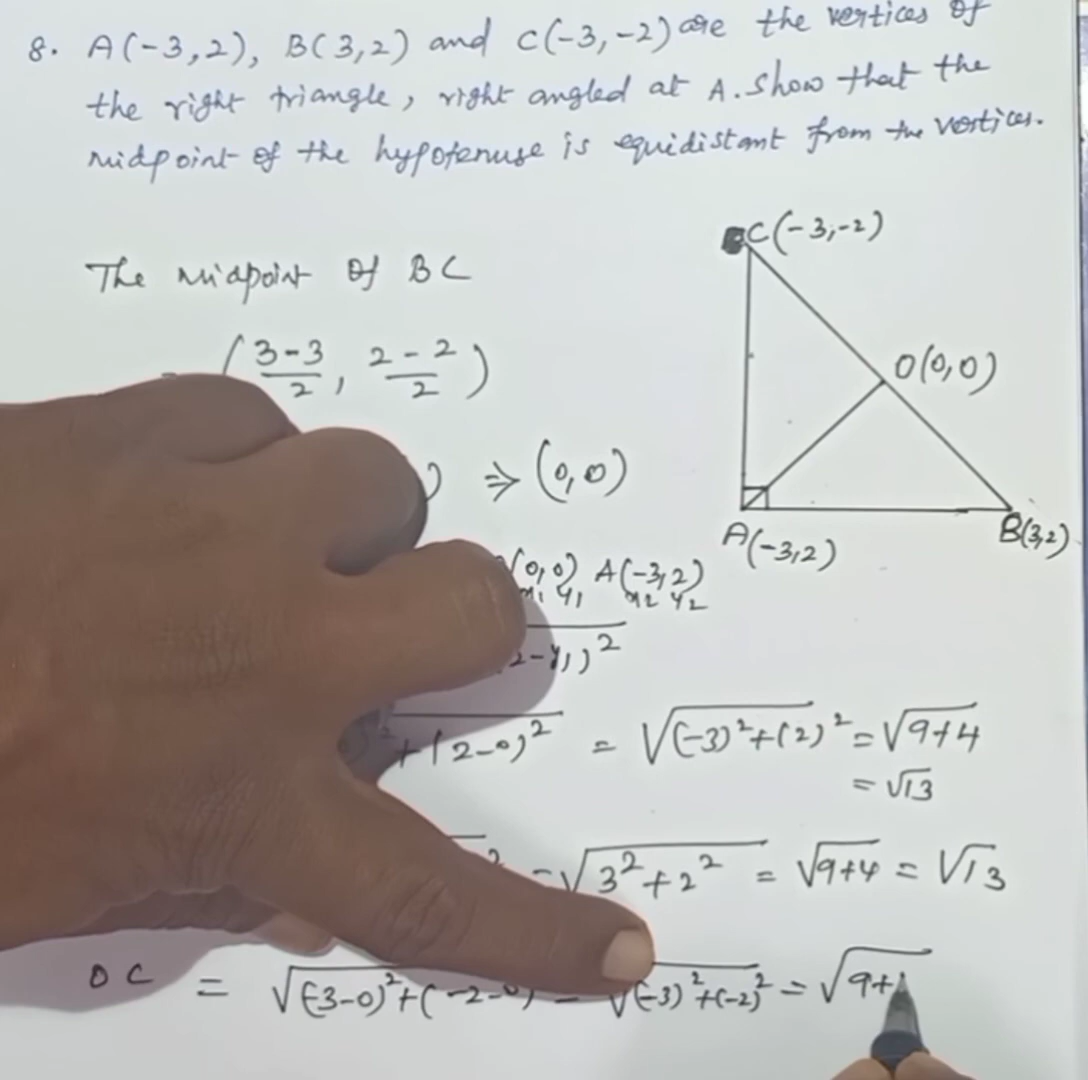 8. A(-3,2), B(3,2) and C(-3,-2) are the vertices of
the right triangle, right angled at A. Show that the
midpoint of the hypotenuse is equidistant from the vertices.
The midpoint of BC
C(-3,-2)
(3-3/2, 2-2/2)
O(0,0)
) ⇒ (0,0)
A(-3,2)
B(3,2)
(0,0) A(-3,2)
x1 y1 x2 y2
2-y1)²
+(2-0)² = √(-3)²+(2)² = √9+4
= √13
² = √3²+2² = √9+4 = √13
OC = √(-3-0)²+(-2-0) = √(-3)²+(-2)² = √9+